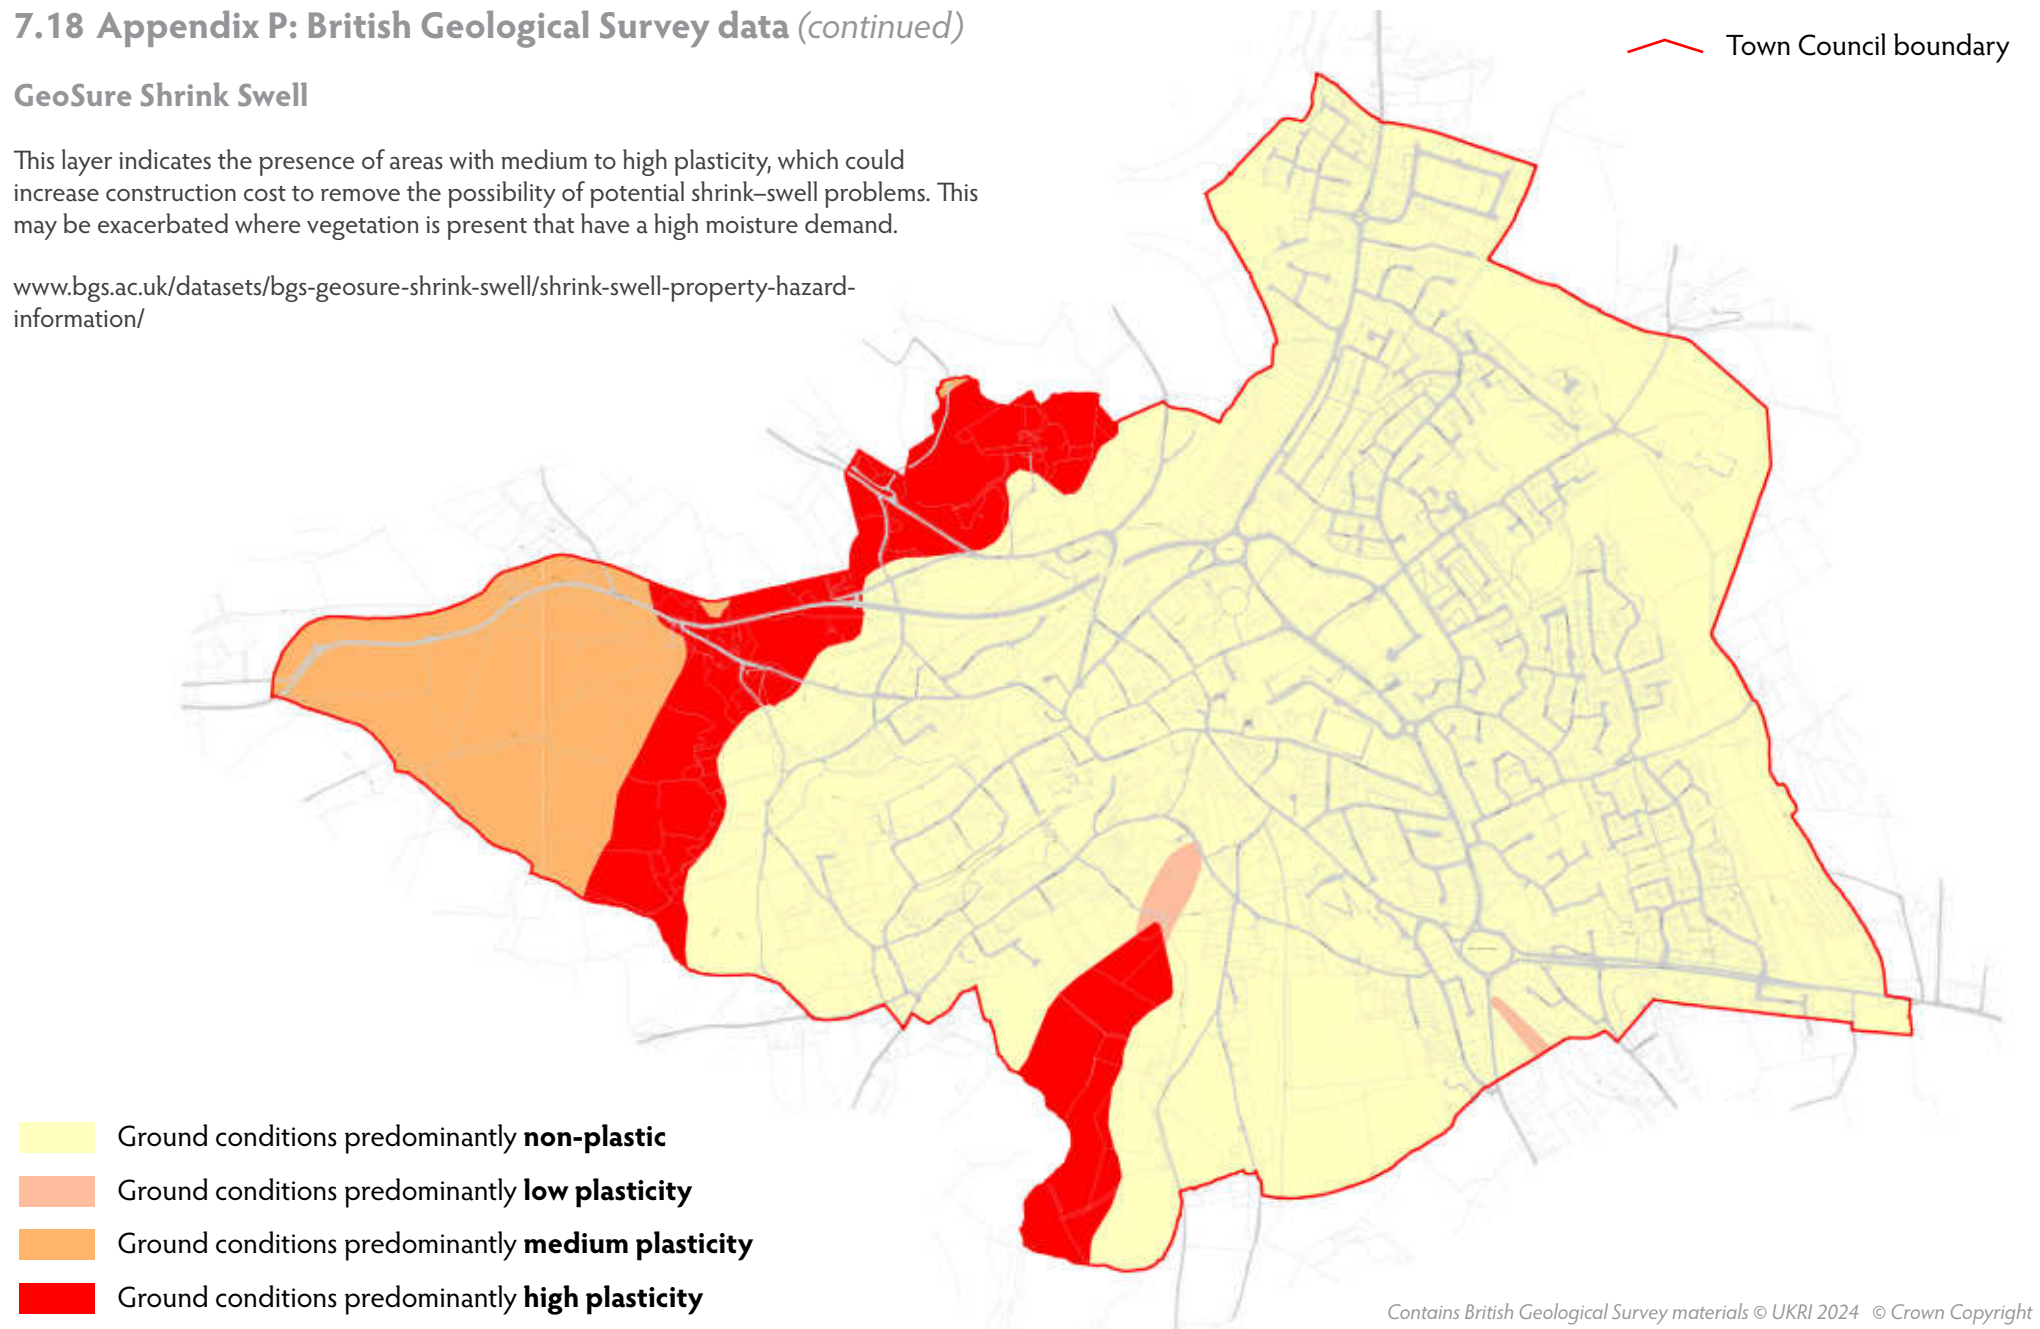 7.18 Appendix P: British Geological Survey data (continued)
Town Council boundary
GeoSure Shrink Swell
This layer indicates the presence of areas with medium to high plasticity, which could
increase construction cost to remove the possibility of potential shrink–swell problems. This
may be exacerbated where vegetation is present that have a high moisture demand.
www.bgs.ac.uk/datasets/bgs-geosure-shrink-swell/shrink-swell-property-hazard-
information/
Ground conditions predominantly non-plastic
Ground conditions predominantly low plasticity
Ground conditions predominantly medium plasticity
Ground conditions predominantly high plasticity
Contains British Geological Survey materials © UKRI 2024 © Crown Copyright